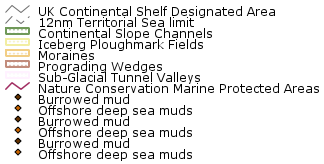 UK Continental Shelf Designated Area
12nm Territorial Sea limit
Continental Slope Channels
Iceberg Ploughmark Fields
Moraines
Prograding Wedges
Sub-Glacial Tunnel Valleys
Nature Conservation Marine Protected Areas
Burrowed mud
Offshore deep sea muds
Burrowed mud
Offshore deep sea muds
Burrowed mud
Offshore deep sea muds